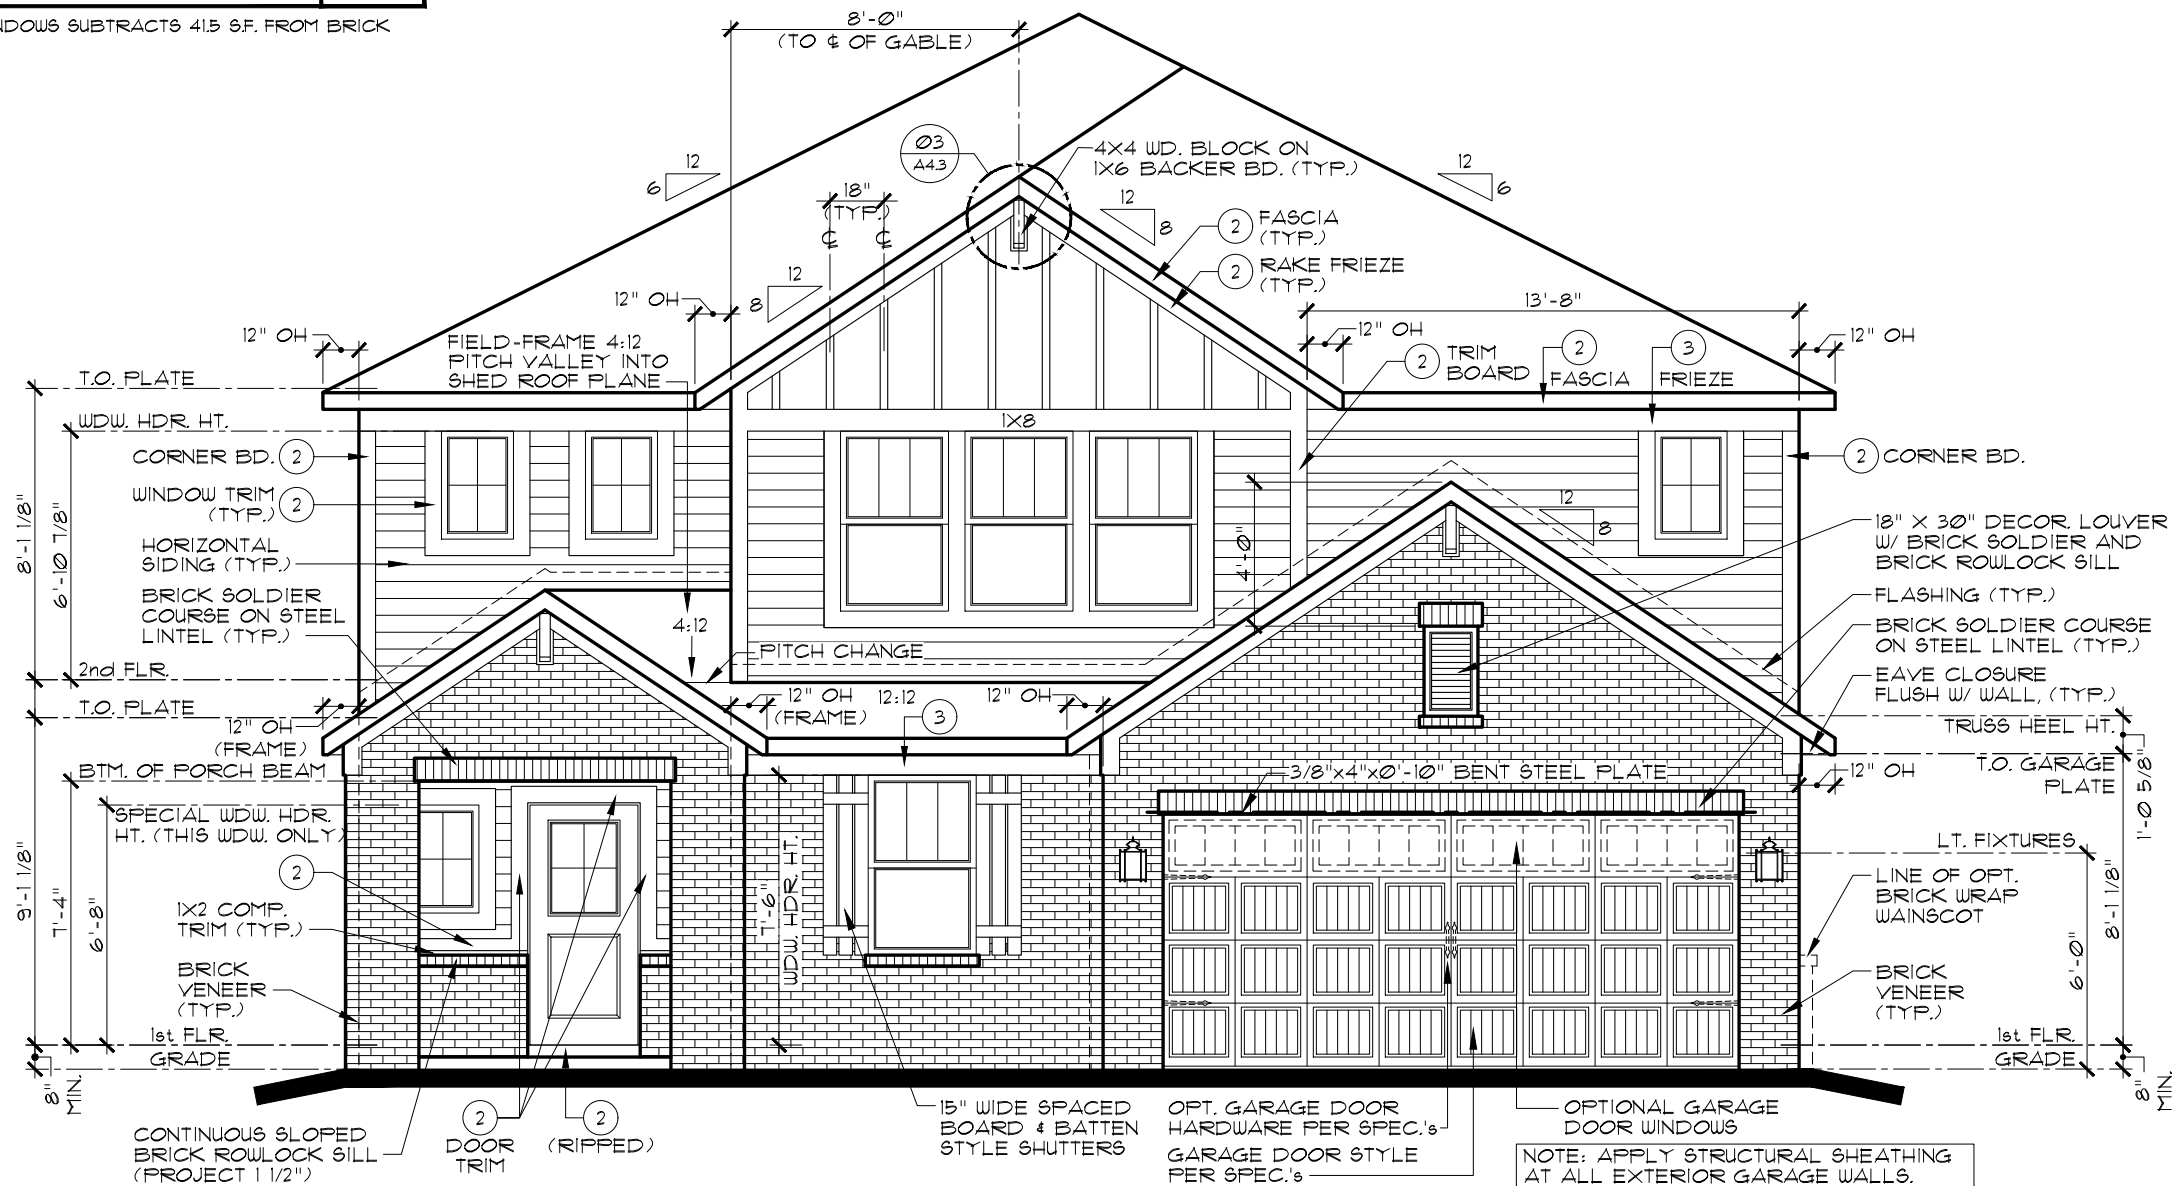 NDOWS SUBTRACTS 41.5 S.F. FROM BRICK
8'-Ø"
(TO ℄ OF GABLE)
Ø3
A4.3
4X4 WD. BLOCK ON
1X6 BACKER BD. (TYP.)
12
6
12
6
18"
(TYP.)
℄
℄
12
8
2
FASCIA
(TYP.)
2
RAKE FRIEZE
(TYP.)
12
8
12" OH
13'-8"
12" OH
12" OH
12" OH
FIELD-FRAME 4:12
PITCH VALLEY INTO
SHED ROOF PLANE
2
TRIM
BOARD
2
FASCIA
3
FRIEZE
T.O. PLATE
WDW. HDR. HT.
1X8
CORNER BD.
2
2
CORNER BD.
WINDOW TRIM
(TYP.)
2
8'-1 1/8"
6'-10 7/8"
4'-Ø"
12
8
18" X 3Ø" DECOR. LOUVER
W/ BRICK SOLDIER AND
BRICK ROWLOCK SILL
HORIZONTAL
SIDING (TYP.)
BRICK SOLDIER
COURSE ON STEEL
LINTEL (TYP.)
FLASHING (TYP.)
4:12
BRICK SOLDIER COURSE
ON STEEL LINTEL (TYP.)
PITCH CHANGE
2nd FLR.
EAVE CLOSURE
FLUSH W/ WALL, (TYP.)
T.O. PLATE
12" OH
(FRAME)
12" OH
(FRAME)
12:12
12" OH
3
TRUSS HEEL HT.
BTM. OF PORCH BEAM
3/8"x4"xØ'-10" BENT STEEL PLATE
T.O. GARAGE
PLATE
12" OH
1'-Ø 5/8"
SPECIAL WDW. HDR.
HT. (THIS WDW. ONLY)
LT. FIXTURES
9'-1 1/8"
7'-4"
6'-8"
2
7'-6"
WDW. HDR. HT.
LINE OF OPT.
BRICK WRAP
WAINSCOT
8'-1 1/8"
6'-Ø"
1X2 COMP.
TRIM (TYP.)
BRICK
VENEER
(TYP.)
BRICK
VENEER
(TYP.)
1st FLR.
GRADE
1st FLR.
GRADE
8"
MIN.
8"
MIN.
CONTINUOUS SLOPED
BRICK ROWLOCK SILL
(PROJECT 1 1/2")
2
DOOR
TRIM
2
(RIPPED)
15" WIDE SPACED
BOARD & BATTEN
STYLE SHUTTERS
OPT. GARAGE DOOR
HARDWARE PER SPEC.'s
GARAGE DOOR STYLE
PER SPEC.'s
OPTIONAL GARAGE
DOOR WINDOWS
NOTE: APPLY STRUCTURAL SHEATHING
AT ALL EXTERIOR GARAGE WALLS.